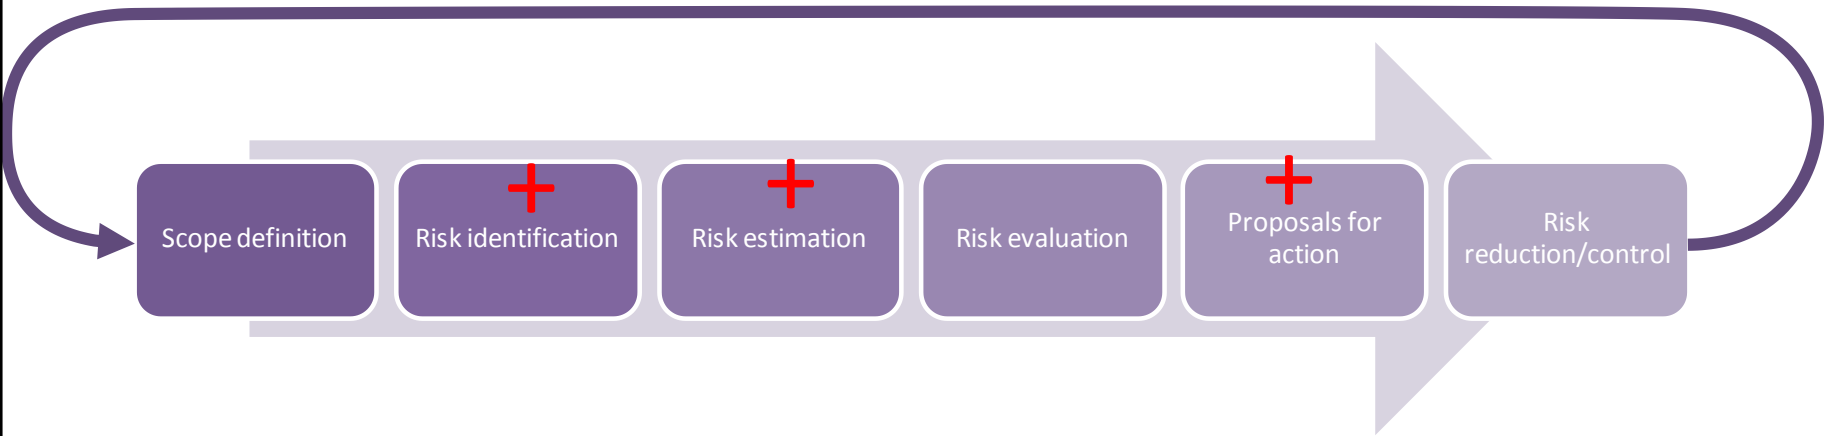 Scope definition
Risk identification
Risk estimation
Risk evaluation
Proposals for
action
Risk
reduction/control